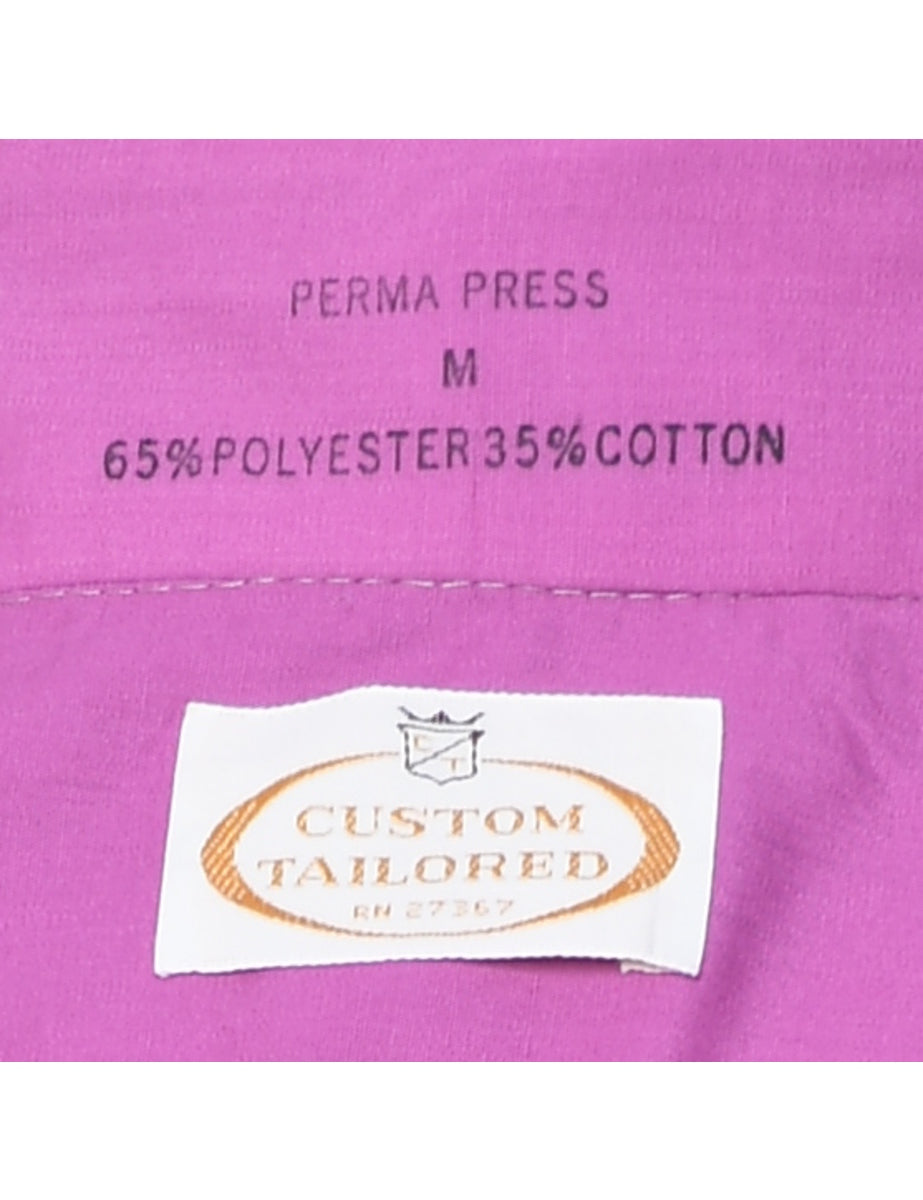 PERMA PRESS
M
65% POLYESTER 35% COTTON
C T
CUSTOM
TAILORED
RN 27367